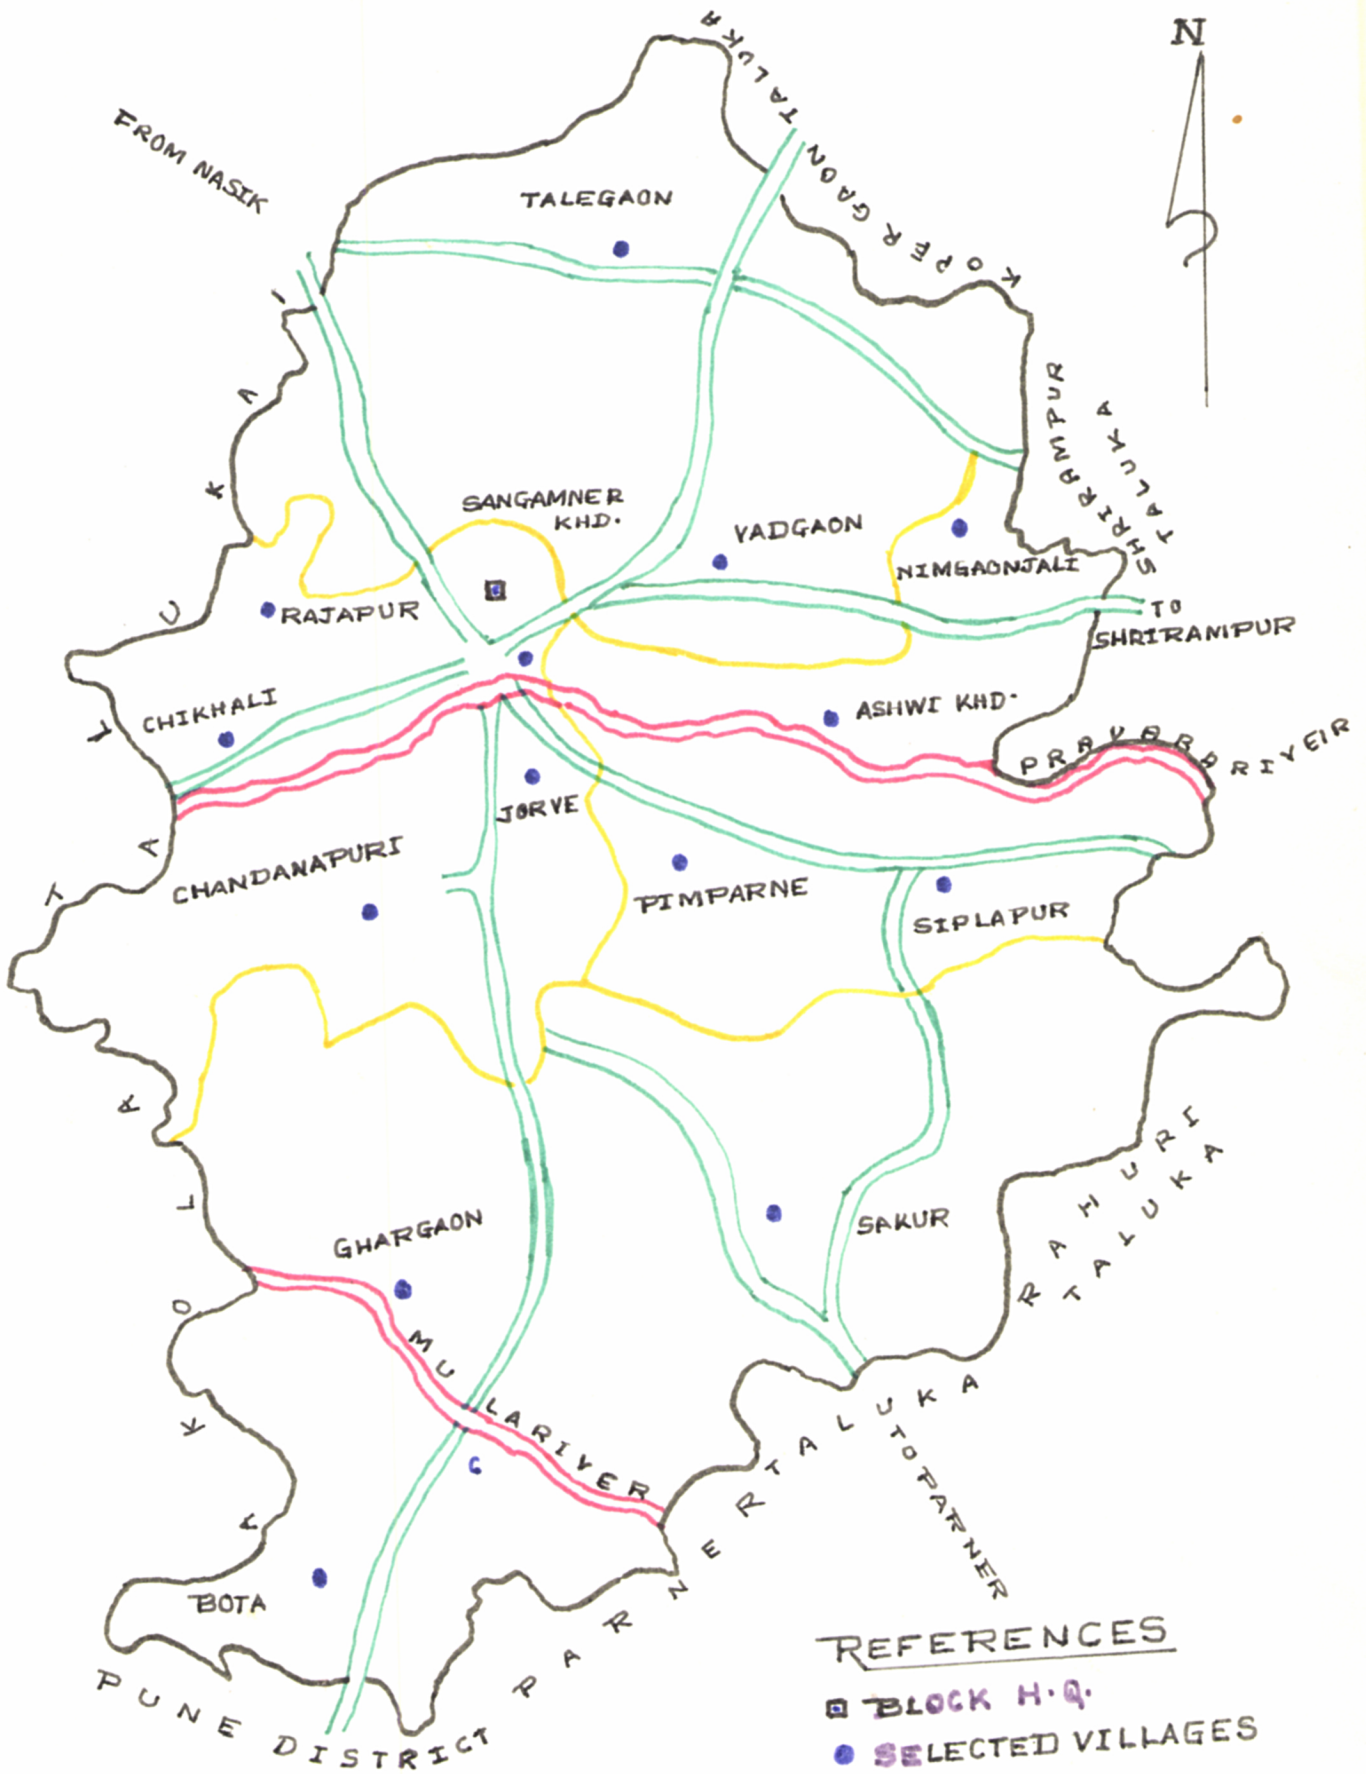 N
FROM NASIK
KOPERGAON TALUKA
TALEGAON
SHRIRAMPUR
TALUKA
SANGAMNER
KHD.
VADGAON
NIMGAONJALI
RAJAPUR
TO
SHRIRAMPUR
CHIKHALI
ASHWI KHD.
PRAVARA RIVEIR
JORVE
CHANDANAPURI
PIMPARNE
SIPLAPUR
AKKOLA TALUKA
RAHURI
TALUKA
SAKUR
GHARGAON
MULA RIVER
C
BOTA
PARNER TALUKA
TO PARNER
PUNE DISTRICT
REFERENCES
BLOCK H.Q.
SELECTED VILLAGES